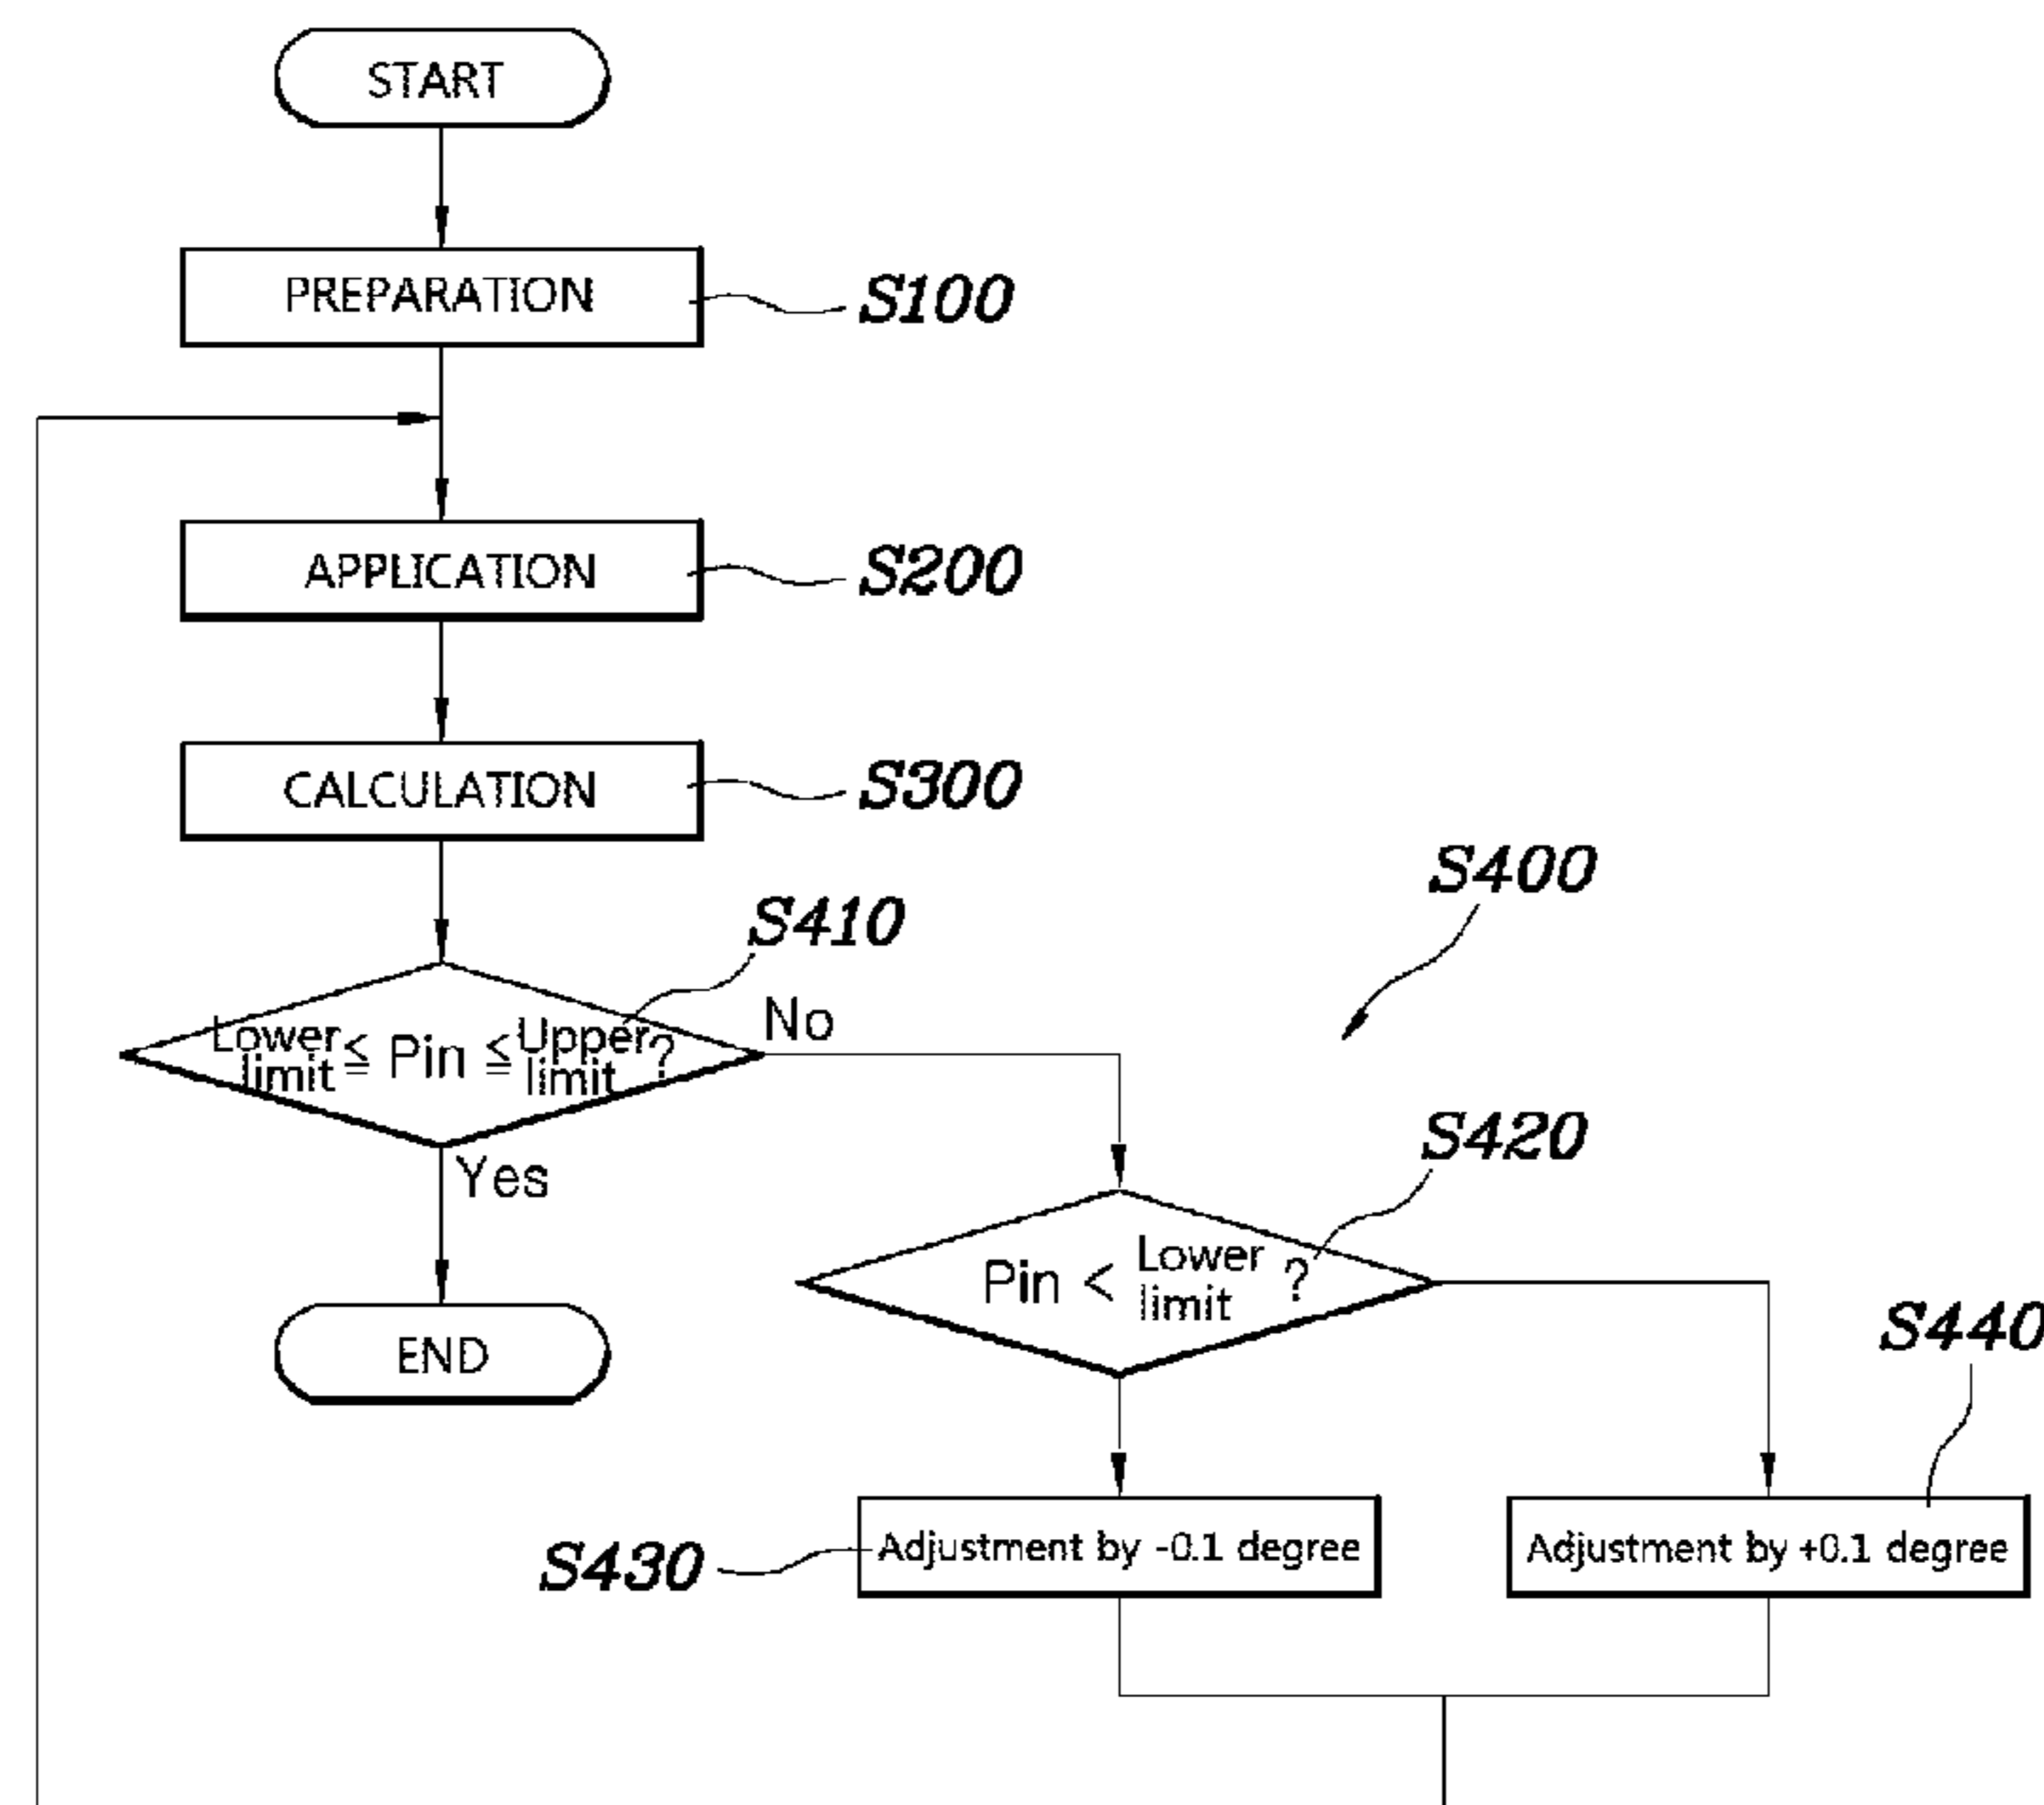 START
PREPARATION
S100
APPLICATION
S200
CALCULATION
S300
S400
S410
Lower limit ≦ Pin ≦ Upper limit ?
No
Yes
END
S420
Pin < Lower limit ?
S440
S430
Adjustment by -0.1 degree
Adjustment by +0.1 degree